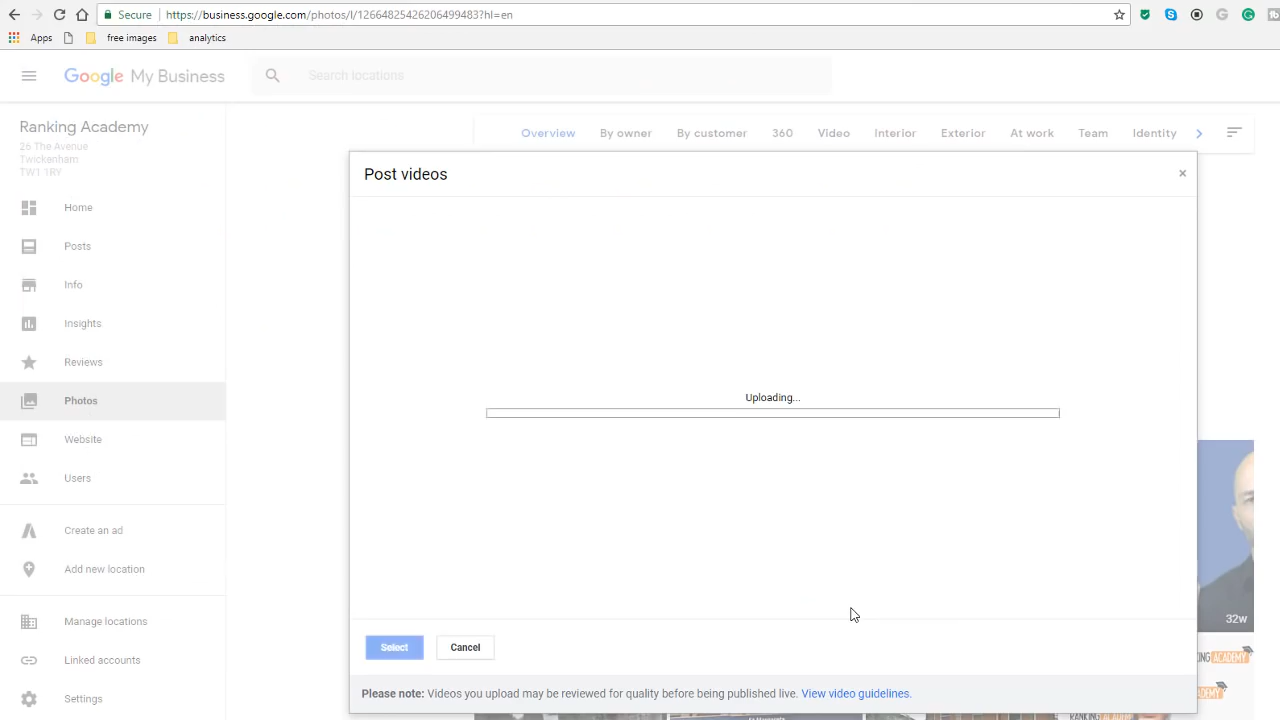 Secure
https://business.google.com/photos/l/12664825426206499483?hl=en
Apps
free images
analytics
Google My Business
Search locations
Ranking Academy
26 The Avenue
Twickenham
TW1 1RY
Overview
By owner
By customer
360
Video
Interior
Exterior
At work
Team
Identity
Post videos
×
Home
Posts
Info
Insights
Reviews
Photos
Website
Users
Create an ad
Add new location
Manage locations
Linked accounts
Settings
Uploading...
32w
Select
Cancel
Please note: Videos you upload may be reviewed for quality before being published live. View video guidelines.